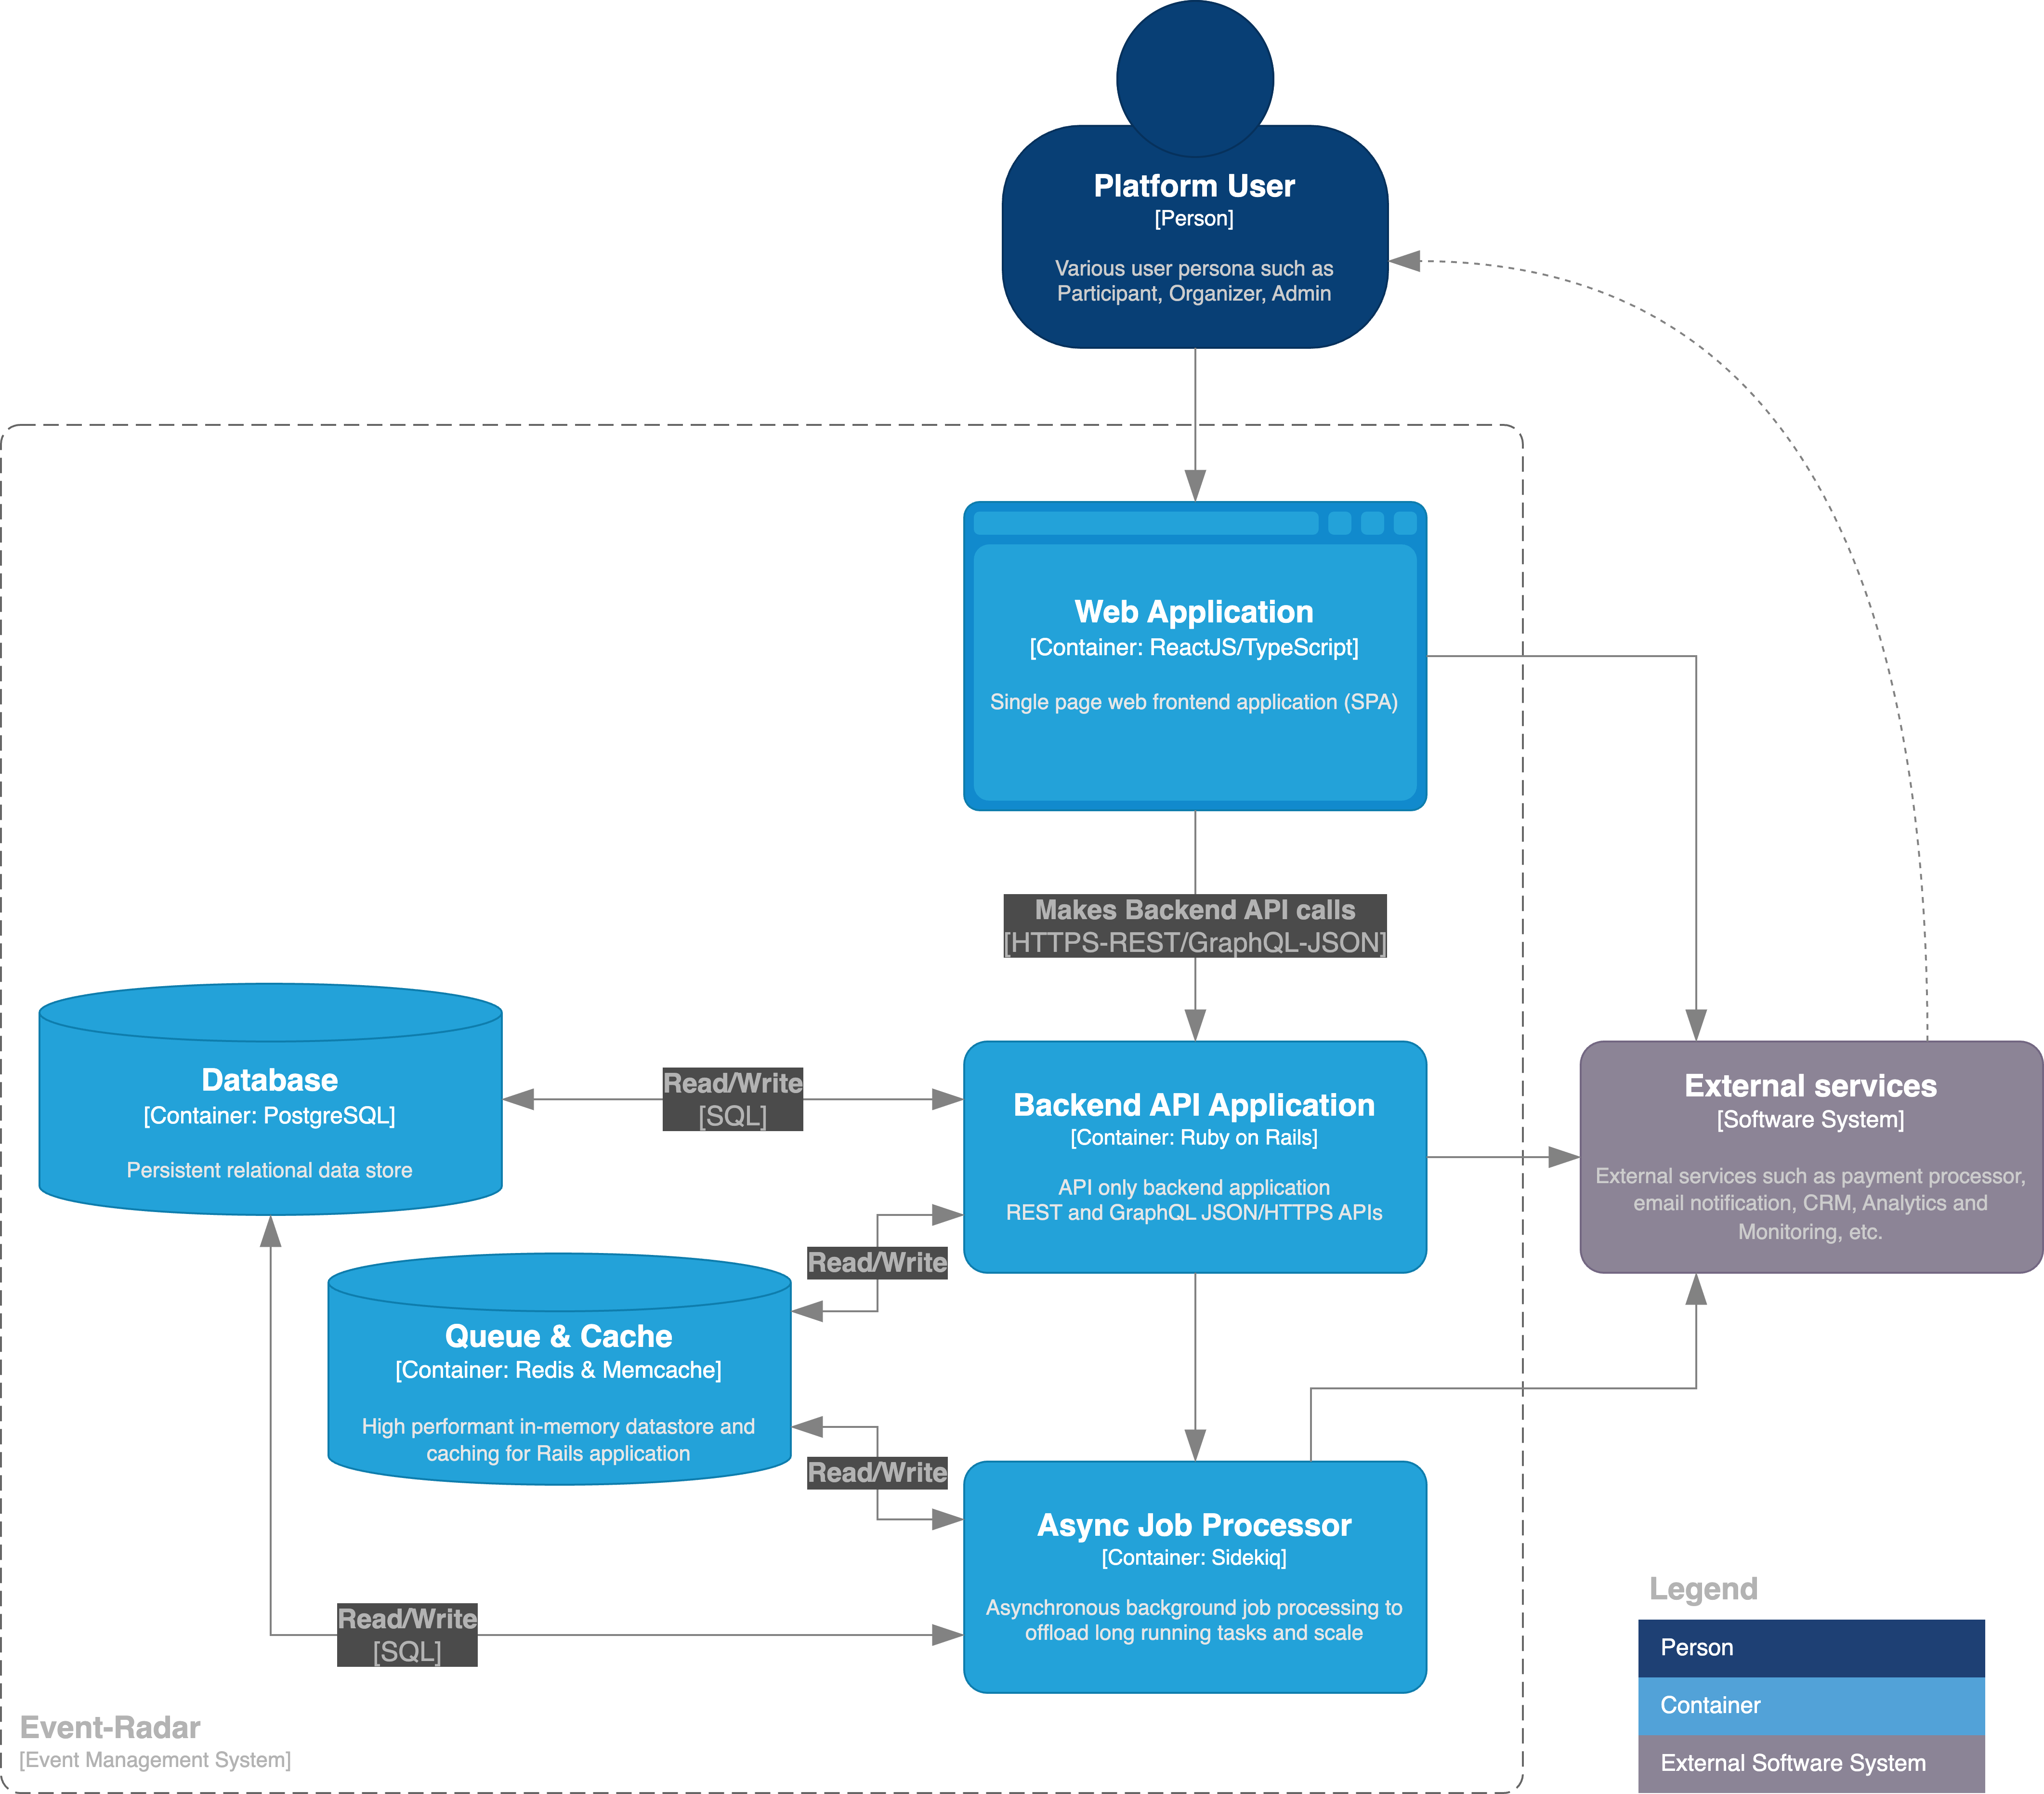 Platform User
[Person]
Various user persona such as
Participant, Organizer, Admin
Web Application
[Container: ReactJS/TypeScript]
Single page web frontend application (SPA)
Makes Backend API calls
[HTTPS-REST/GraphQL-JSON]
Database
[Container: PostgreSQL]
Persistent relational data store
Read/Write
[SQL]
Backend API Application
[Container: Ruby on Rails]
API only backend application
REST and GraphQL JSON/HTTPS APIs
External services
[Software System]
External services such as payment processor,
email notification, CRM, Analytics and
Monitoring, etc.
Read/Write
Queue & Cache
[Container: Redis & Memcache]
High performant in-memory datastore and
caching for Rails application
Read/Write
Async Job Processor
[Container: Sidekiq]
Asynchronous background job processing to
offload long running tasks and scale
Read/Write
[SQL]
Event-Radar
[Event Management System]
Legend
Person
Container
External Software System